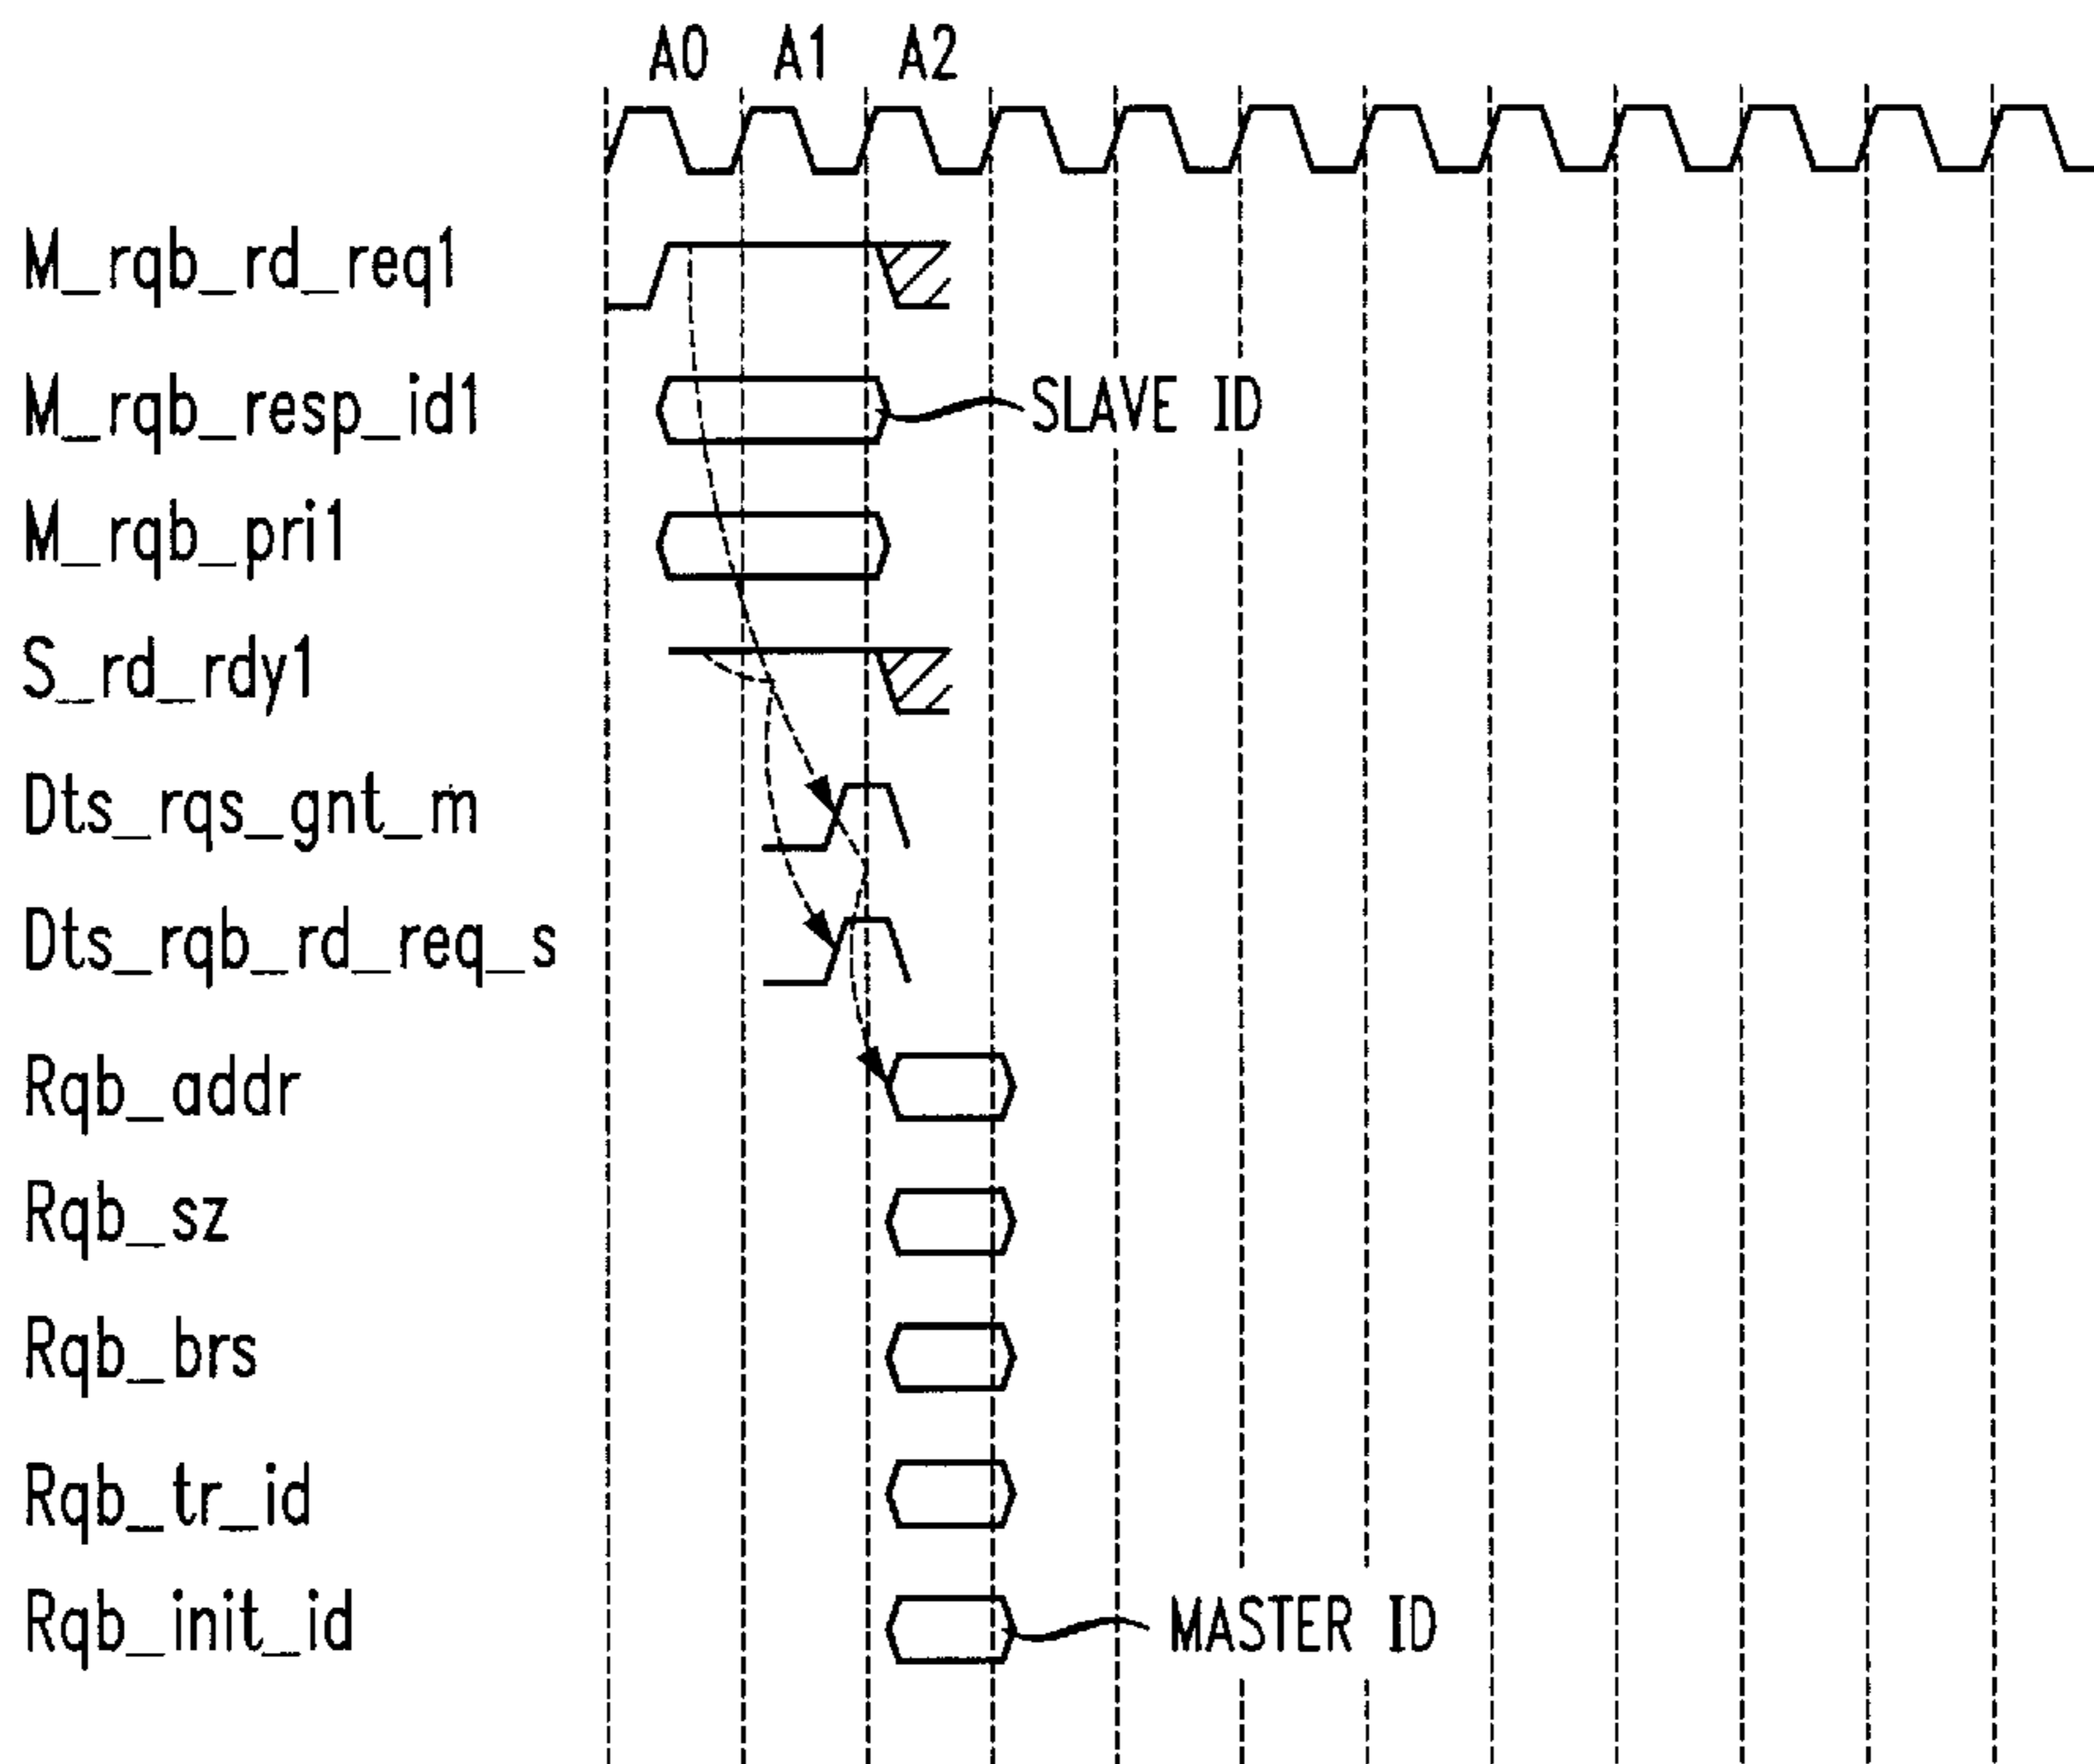 A0 A1 A2
M_rqb_rd_req1
M_rqb_resp_id1 SLAVE ID
M_rqb_pri1
S_rd_rdy1
Dts_rqs_gnt_m
Dts_rqb_rd_req_s
Rqb_addr
Rqb_sz
Rqb_brs
Rqb_tr_id
Rqb_init_id MASTER ID